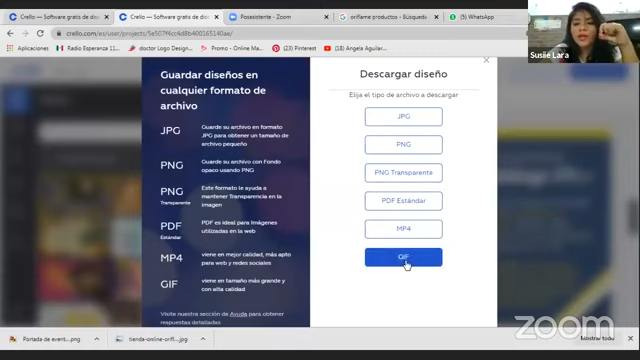 Crello — Software gratis de dise
Crello — Software gratis de dise
Posexistente - Zoom
oriflame productos - Búsqueda
(5) WhatsApp
crello.com/es/user/projects/5e507f4cc4d8b400165140ae/
Aplicaciones
Radio Esperanza 11
doctor Logo Design
Promo - Online M
(23) Pinterest
(18) Angela Aguilar
Susiie Lara
Guardar diseños en
cualquier formato de
archivo
JPG
Guarde su archivo en formato
JPG para obtener un tamaño de
archivo pequeño
PNG
Guarde su archivo con Fondo
opaco usando PNG
PNG
Transparente
Este formato le ayuda a
mantener Transparencia en la
imagen
PDF
Estándar
PDF es ideal para Imágenes
utilizadas en la web
MP4
viene en mejor calidad, más apto
para web y redes sociales
GIF
viene en tamaño más grande y
con alta calidad
Visite nuestra sección de Ayuda para obtener
respuestas detalladas
Descargar diseño
Elija el tipo de archivo a descargar
JPG
PNG
PNG Transparente
PDF Estándar
MP4
GIF
Portada de event....png
tienda-online-orifl....jpg
Mostrar todo
zoom